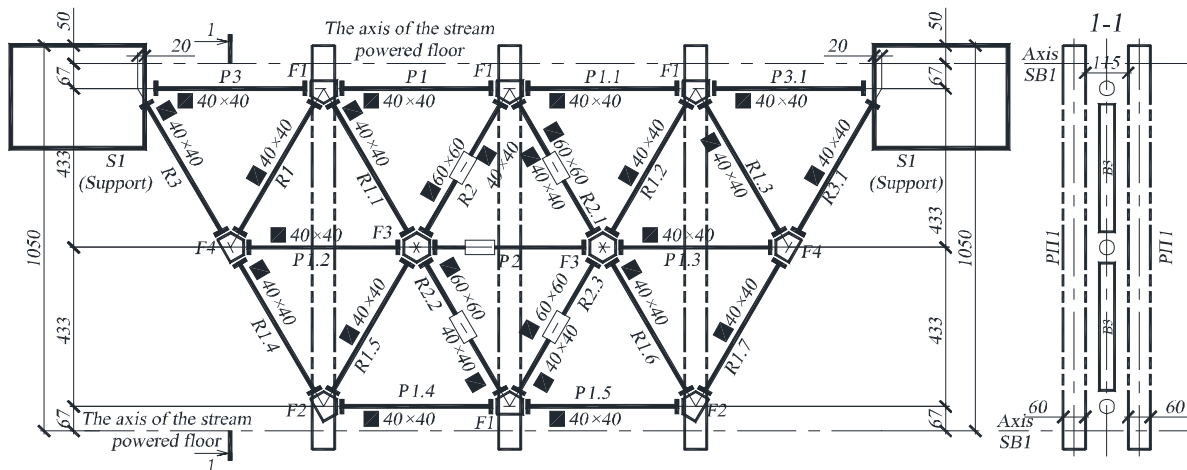 50
1
The axis of the stream
powered floor
50
1-1
20
20
Axis
SB1
115
67
P3
F1
P1
F1
P1.1
F1
P3.1
67
40×40
40×40
40×40
40×40
S1
(Support)
433
R3
40×40
R1
40×40
R1.1
40×40
R2
60×60
40×40
R2.1
60×60
40×40
R1.2
40×40
R1.3
40×40
R3.1
40×40
S1
(Support)
433
1050
F4
P1.2
40×40
F3
P2
F3
P1.3
40×40
F4
1050
РП1
В3
РП1
433
R1.4
40×40
R1.5
40×40
R2.2
60×60
40×40
R2.3
60×60
40×40
R1.6
40×40
R1.7
40×40
433
В3
F2
P1.4
40×40
F1
P1.5
40×40
F2
67
67
The axis of the stream
powered floor
1
60
60
Axis
SB1